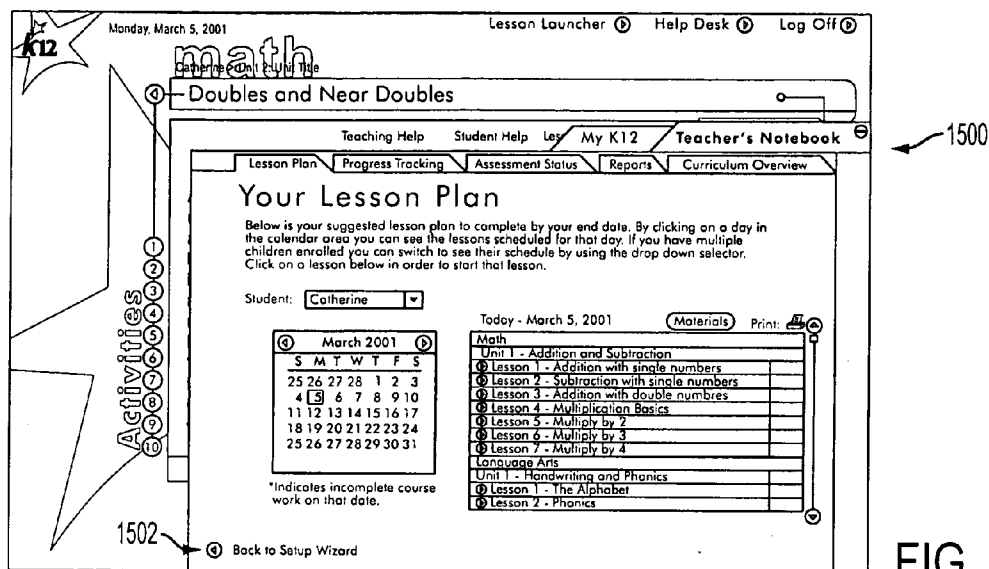 Monday, March 5, 2001
Lesson Launcher Help Desk Log Off
k12
math
Catherine > Unit 2: Unit Title
Doubles and Near Doubles
Teaching Help Student Help Les My K12 Teacher's Notebook
1500
Lesson Plan Progress Tracking Assessment Status Reports Curriculum Overview
Your Lesson Plan
Below is your suggested lesson plan to complete by your end date. By clicking on a day in
the calendar area you can see the lessons scheduled for that day. If you have multiple
children enrolled you can switch to see their schedule by using the drop down selector.
Click on a lesson below in order to start that lesson.
Activities
1
2
3
4
5
6
7
8
9
10
Student: Catherine
March 2001
S M T W T F S
25 26 27 28 1 2 3
4 5 6 7 8 9 10
11 12 13 14 15 16 17
18 19 20 21 22 23 24
25 26 27 28 29 30 31
*Indicates incomplete course
work on that date.
Today - March 5, 2001 Materials Print:
Math
Unit 1 - Addition and Subtraction
Lesson 1 - Addition with single numbers
Lesson 2 - Subtraction with single numbers
Lesson 3 - Addition with double numbres
Lesson 4 - Multiplication Basics
Lesson 5 - Multiply by 2
Lesson 6 - Multiply by 3
Lesson 7 - Multiply by 4
Language Arts
Unit 1 - Handwriting and Phonics
Lesson 1 - The Alphabet
Lesson 2 - Phonics
1502
Back to Setup Wizard
FIG